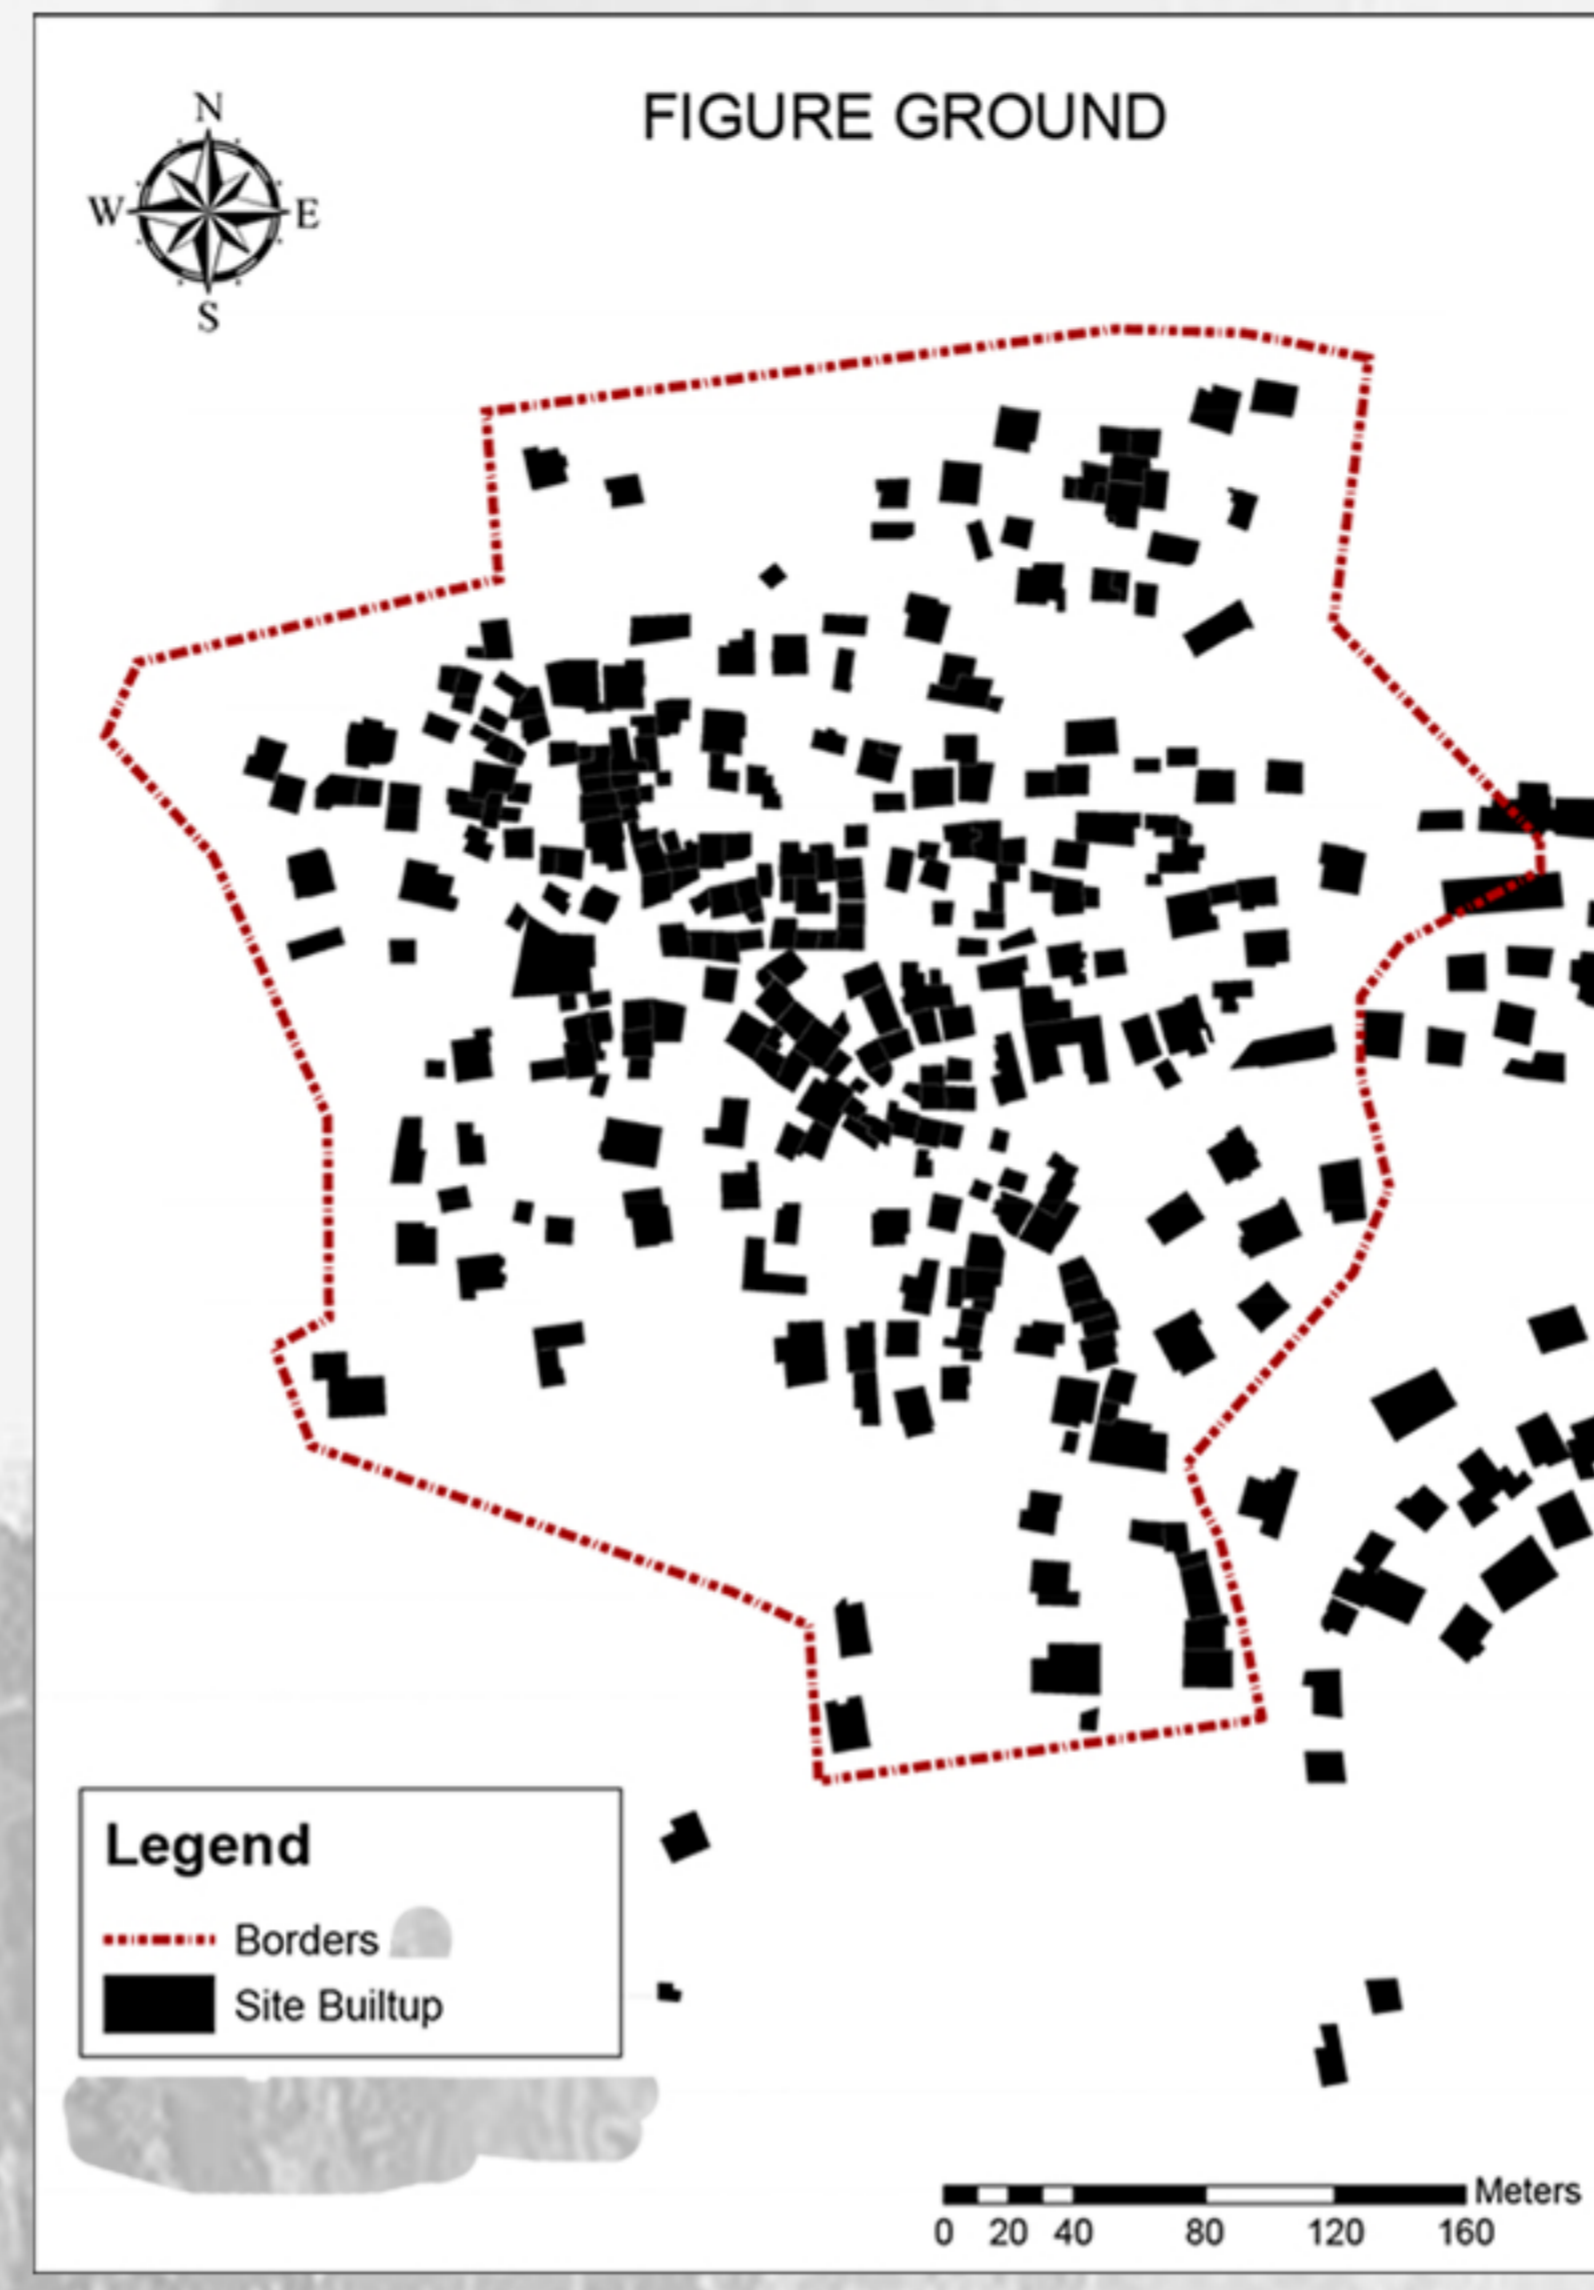 FIGURE GROUND
N
W E
S
Legend
Borders
Site Builtup
Meters
0 20 40 80 120 160